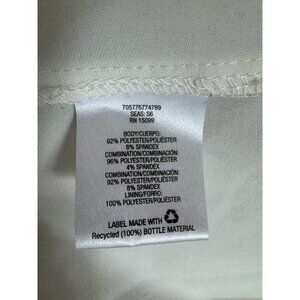 705776774789
SEAS: S6
RN 15099
BODY/CUERPO:
92% POLYESTER/POLIÉSTER
8% SPANDEX
COMBINATION/COMBINACIÓN:
96% POLYESTER/POLIÉSTER
4% SPANDEX
COMBINATION/COMBINACIÓN:
92% POLYESTER/POLIÉSTER
8% SPANDEX
LINING/FORRO:
100% POLYESTER/POLIÉSTER
LABEL MADE WITH
Recycled (100%) BOTTLE MATERIAL